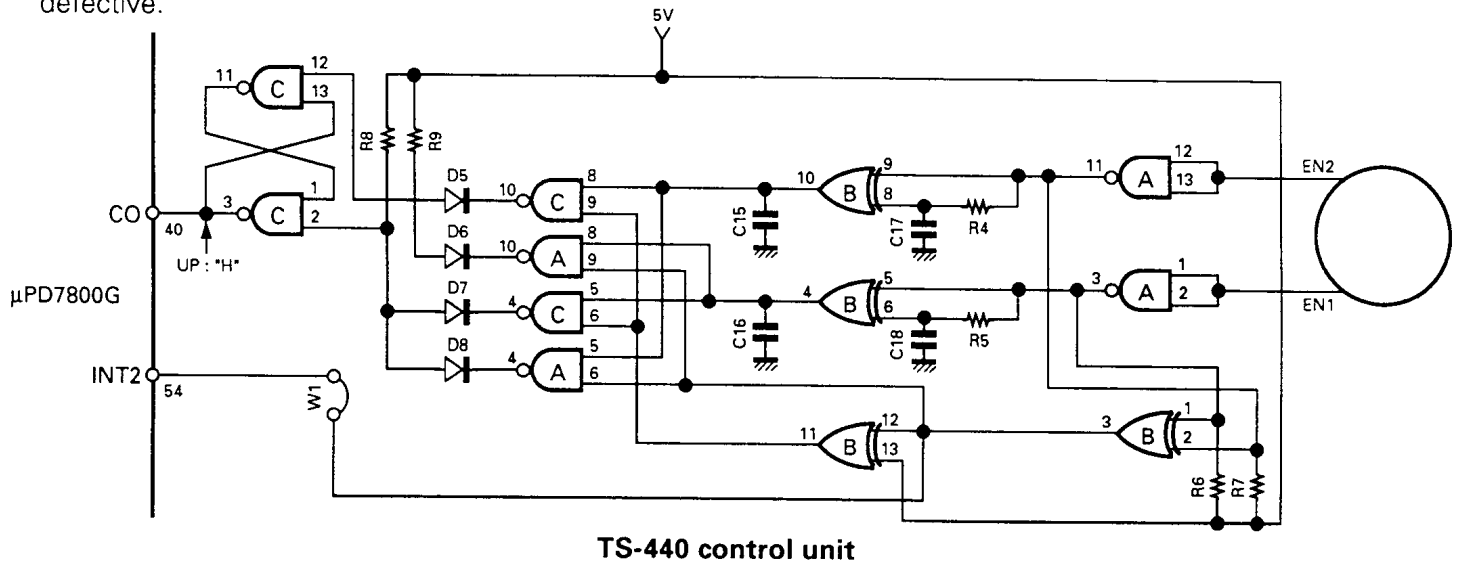 defective.
5V
11
C
12
13
R8
R9
3
C
1
2
CO
40
UP : "H"
μPD7800G
INT2
54
W1
D5
D6
D7
D8
10
C
8
9
10
A
8
9
4
C
5
6
4
A
5
6
C15
C16
10
B
9
8
C17
R4
4
B
5
6
C18
R5
11
A
12
13
EN2
3
A
1
2
EN1
11
B
12
13
3
B
1
2
R6
R7
TS-440 control unit